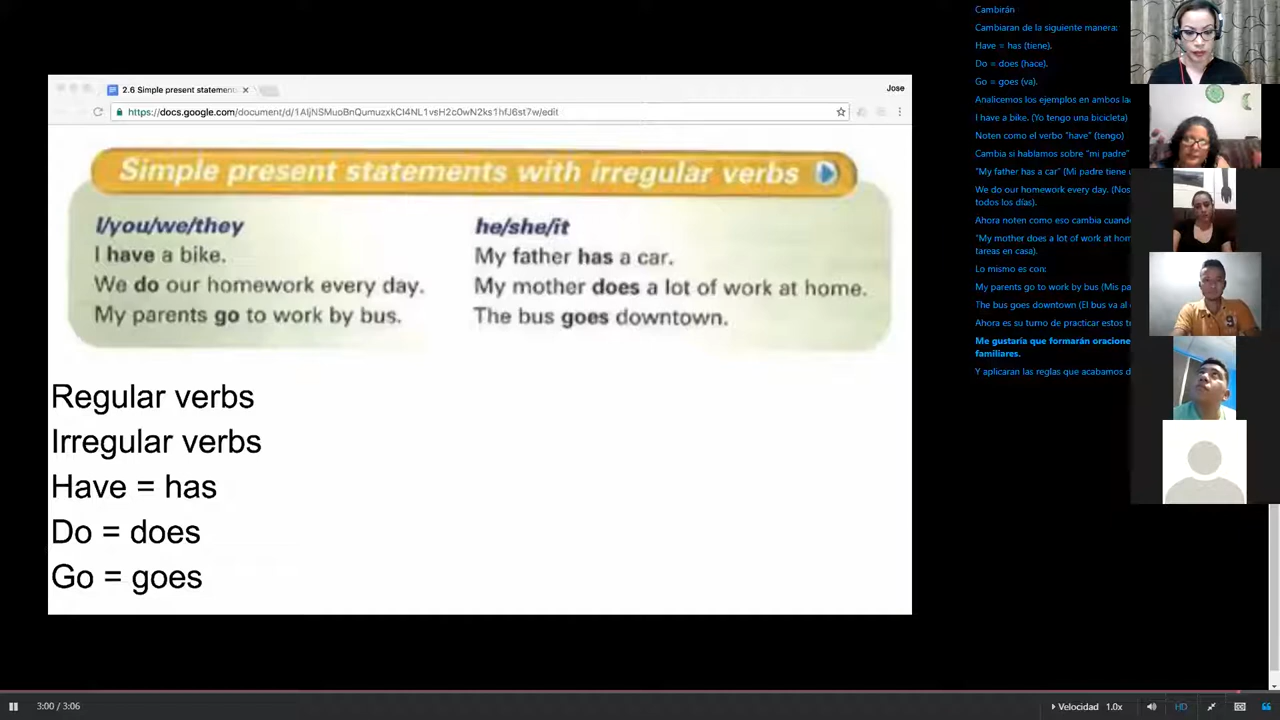 2.6 Simple present statement
Jose
https://docs.google.com/document/d/1AljNSMuoBnQumuzxkCl4NL1vsH2c0wN2ks1hfJ6st7w/edit
Simple present statements with irregular verbs
I/you/we/they
I have a bike.
We do our homework every day.
My parents go to work by bus.
he/she/it
My father has a car.
My mother does a lot of work at home.
The bus goes downtown.
Regular verbs
Irregular verbs
Have = has
Do = does
Go = goes
Cambirán
Cambiaran de la siguiente manera:
Have = has (tiene).
Do = does (hace).
Go = goes (va).
Analicemos los ejemplos en ambos la
I have a bike. (Yo tengo una bicicleta)
Noten como el verbo "have" (tengo)
Cambia si hablamos sobre "mi padre"
"My father has a car" (Mi padre tiene u
We do our homework every day. (Nos
todos los días).
Ahora noten como eso cambia cuand
"My mother does a lot of work at hom
tareas en casa).
Lo mismo es con:
My parents go to work by bus (Mis pa
The bus goes downtown (El bus va al
Ahora es su turno de practicar estos t
Me gustaría que formarán oracione
familiares.
Y aplicaran las reglas que acabamos d
3:00 / 3:06
Velocidad 1.0x
HD